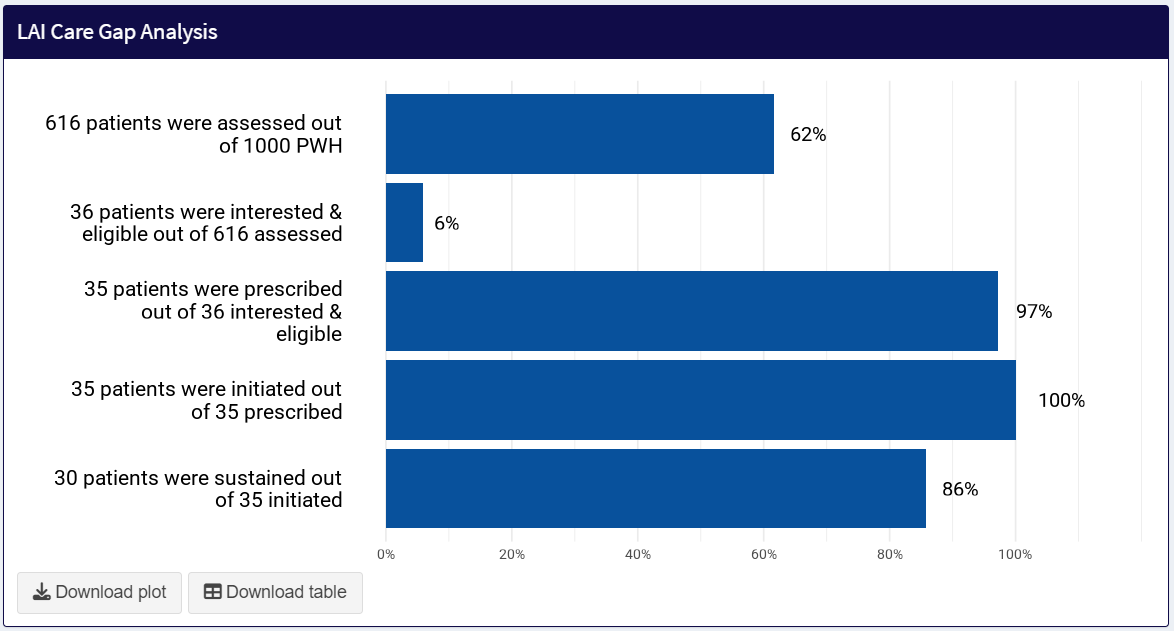 LAI Care Gap Analysis
616 patients were assessed out
of 1000 PWH
62%
36 patients were interested &
eligible out of 616 assessed
6%
35 patients were prescribed
out of 36 interested &
eligible
97%
35 patients were initiated out
of 35 prescribed
100%
30 patients were sustained out
of 35 initiated
86%
0% 20% 40% 60% 80% 100%
Download plot Download table